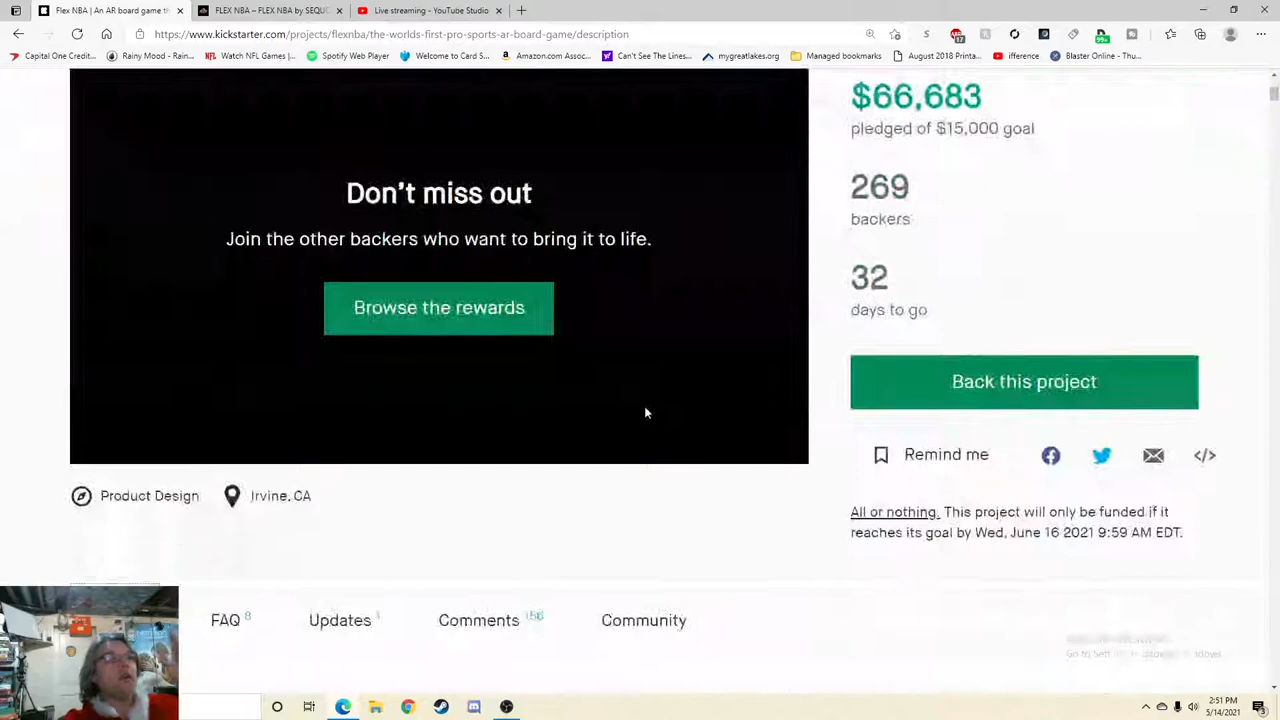 Flex NBA | An AR board game th
FLEX NBA – FLEX NBA by SEQU
Live streaming - YouTube Studio
https://www.kickstarter.com/projects/flexnba/the-worlds-first-pro-sports-ar-board-game/description
Capital One Credit...
Rainy Mood - Rain...
Watch NFL Games |...
Spotify Web Player
Welcome to Card S...
Amazon.com Assoc...
Can't See The Lines...
mygreatlakes.org
Managed bookmarks
August 2018 Printa...
ifference
Blaster Online - Thu...
$66,683
pledged of $15,000 goal
Don't miss out
Join the other backers who want to bring it to life.
Browse the rewards
269
backers
32
days to go
Back this project
Remind me
Product Design
Irvine, CA
All or nothing. This project will only be funded if it
reaches its goal by Wed, June 16 2021 9:59 AM EDT.
FAQ 8
Updates 1
Comments 156
Community
2:51 PM
5/14/2021